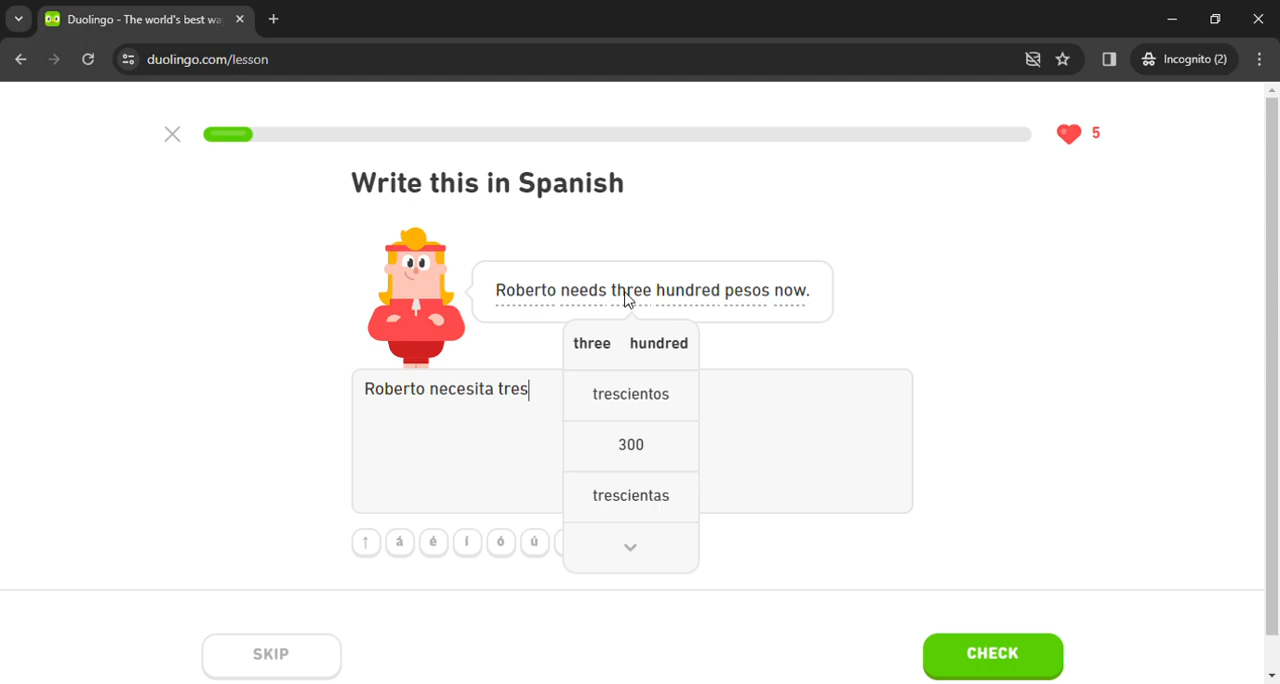 Duolingo - The world's best wa
duolingo.com/lesson
Incognito (2)
5
Write this in Spanish
Roberto needs three hundred pesos now.
three hundred
Roberto necesita tres
trescientos
300
trescientas
↑ á é í ó ú
SKIP
CHECK